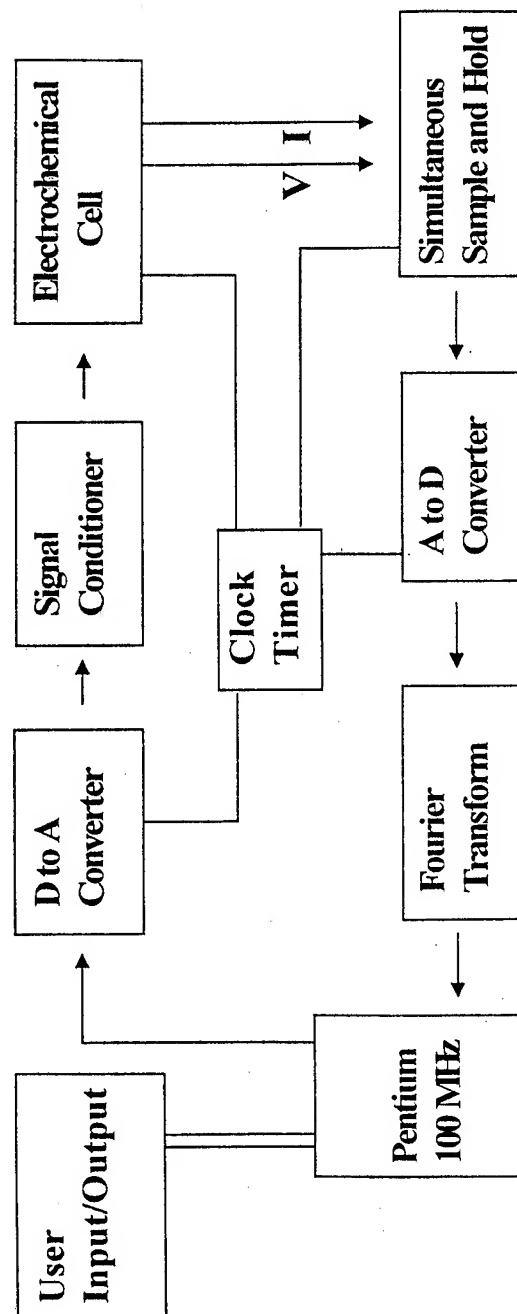 User
Input/Output
D to A
Converter
Signal
Conditioner
Electrochemical
Cell
Clock
Timer
V
I
Pentium
100 MHz
Fourier
Transform
A to D
Converter
Simultaneous
Sample and Hold